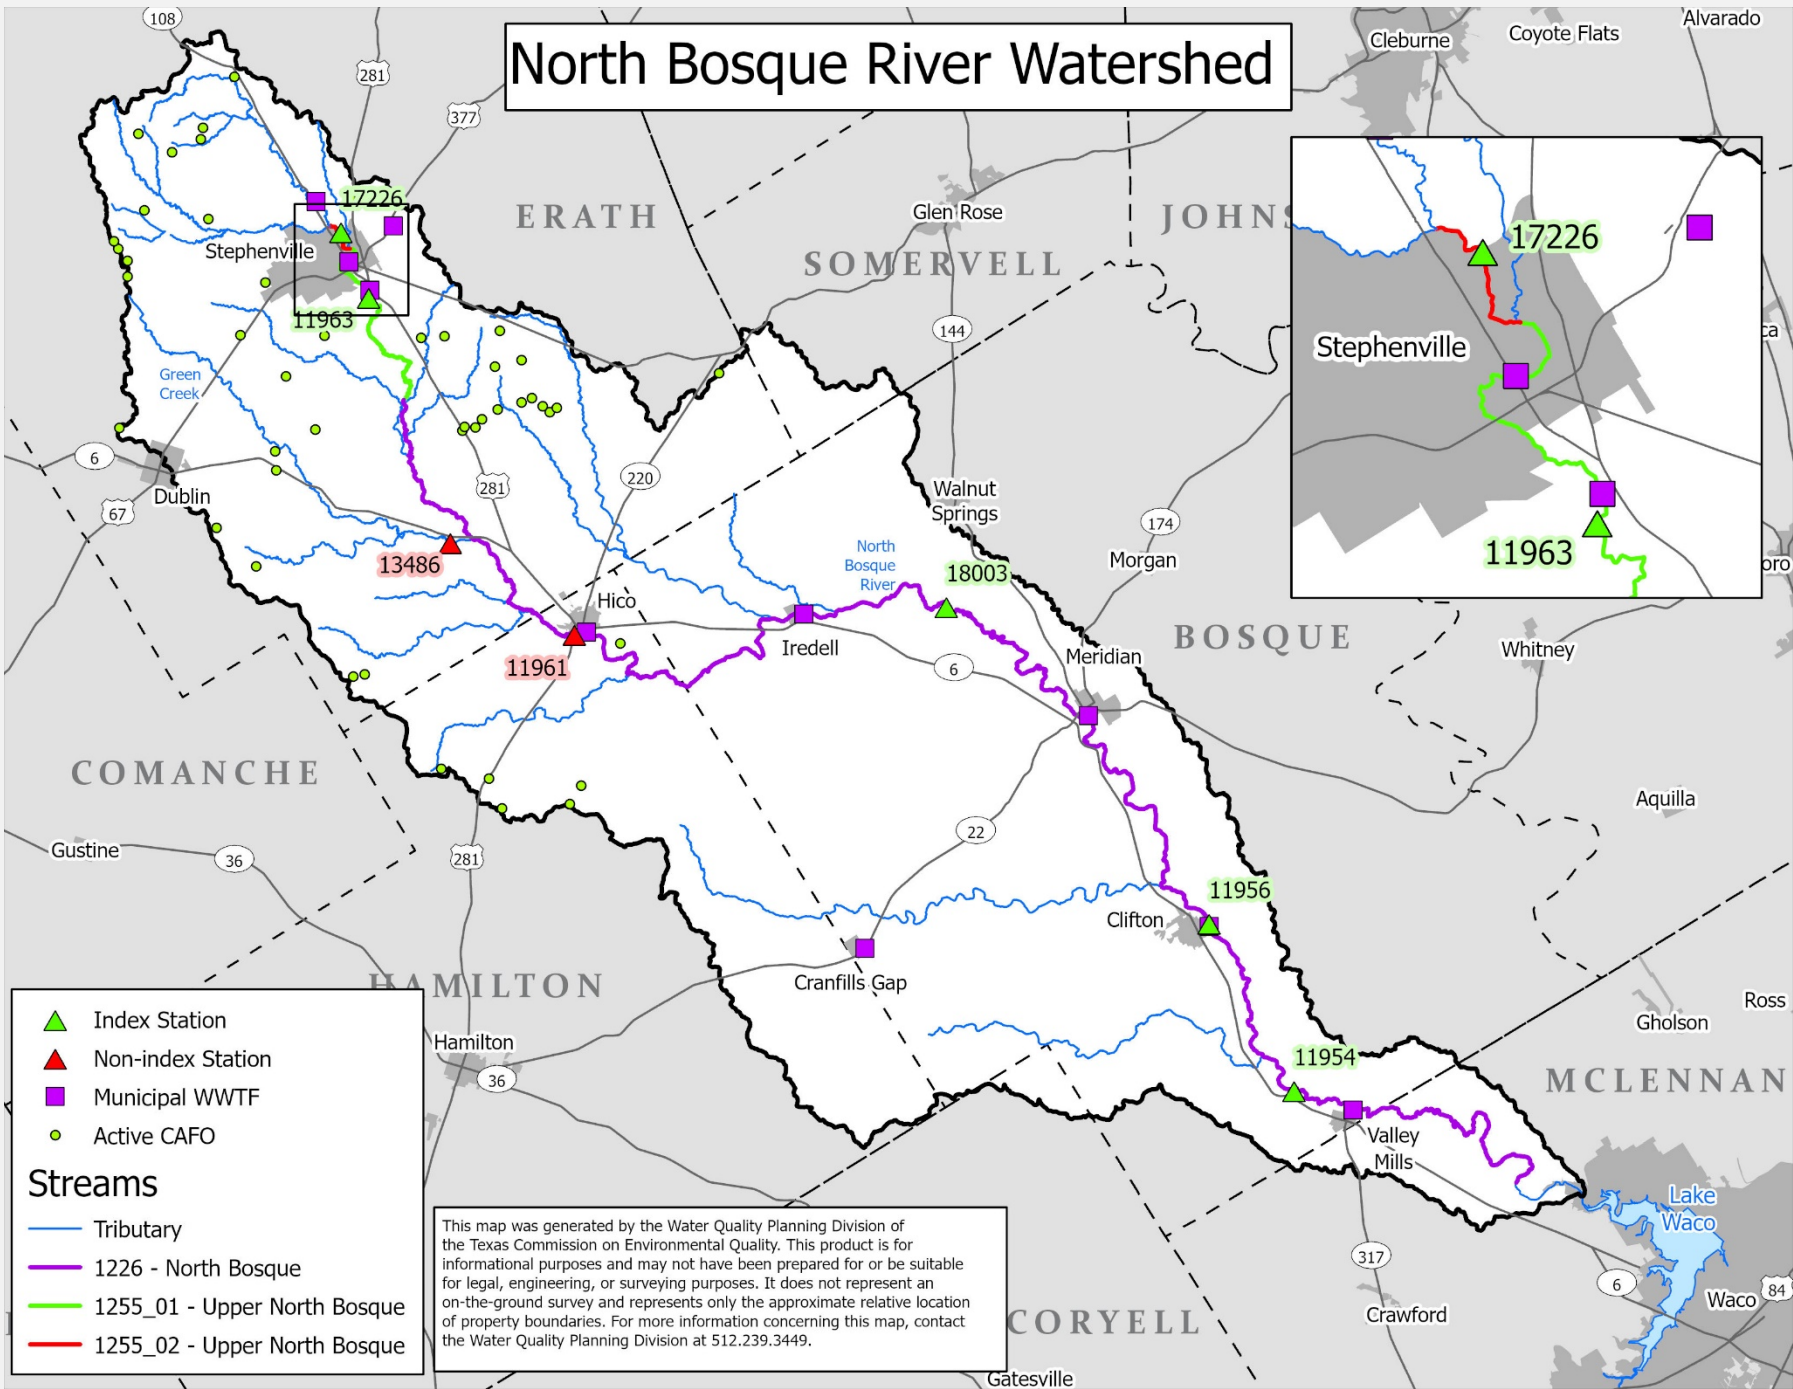 North Bosque River Watershed
108
281
377
Cleburne
Coyote Flats
Alvarado
17226
ERATH
Glen Rose
JOHNS
Stephenville
SOMERVELL
11963
144
Green
Creek
17226
Stephenville
11963
ca
oro
6
Dublin
67
281
220
Walnut
Springs
174
Morgan
13486
North
Bosque
River
18003
Hico
11961
Iredell
6
Meridian
BOSQUE
Whitney
COMANCHE
Aquilla
Gustine
36
281
22
11956
Clifton
Cranfills Gap
HAMILTON
Hamilton
36
Ross
Gholson
11954
MCLENNAN
Valley
Mills
Lake
Waco
317
6
Waco
84
Crawford
CORYELL
Gatesville
Index Station
Non-index Station
Municipal WWTF
Active CAFO
Streams
Tributary
1226 - North Bosque
1255_01 - Upper North Bosque
1255_02 - Upper North Bosque
This map was generated by the Water Quality Planning Division of
the Texas Commission on Environmental Quality. This product is for
informational purposes and may not have been prepared for or be suitable
for legal, engineering, or surveying purposes. It does not represent an
on-the-ground survey and represents only the approximate relative location
of property boundaries. For more information concerning this map, contact
the Water Quality Planning Division at 512.239.3449.